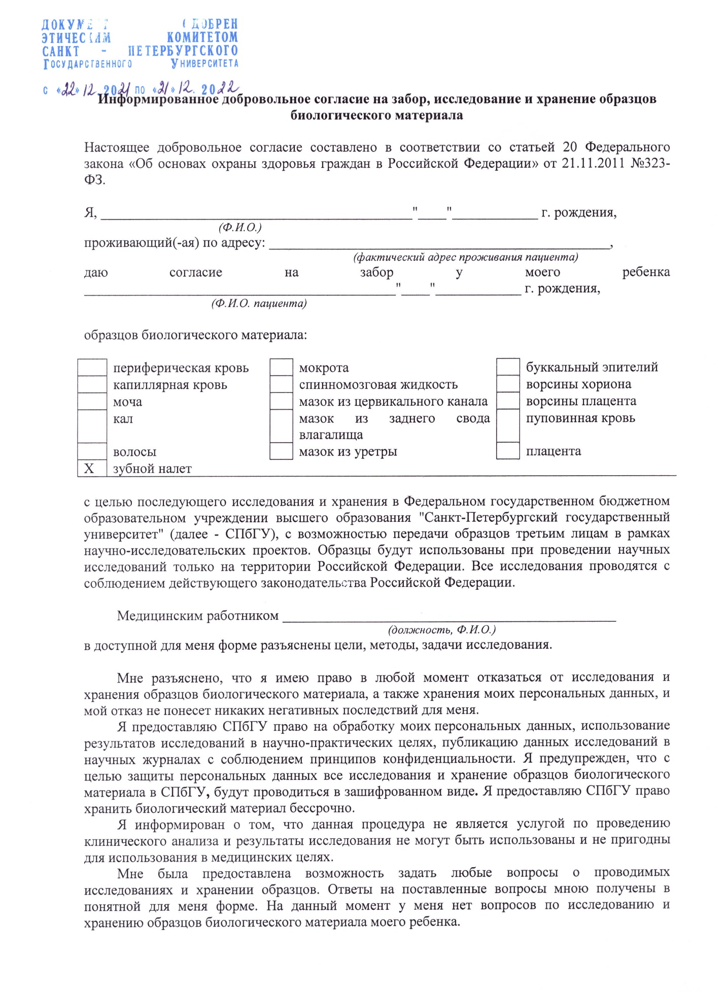 ДОКУМЕНТ ОДОБРЕН
ЭТИЧЕСКИМ КОМИТЕТОМ
САНКТ - ПЕТЕРБУРГСКОГО
ГОСУДАРСТВЕННОГО УНИВЕРСИТЕТА
С «22» 12. 2021 ПО «21» 12. 2022
Информированное добровольное согласие на забор, исследование и хранение образцов
биологического материала
Настоящее добровольное согласие составлено в соответствии со статьей 20 Федерального
закона «Об основах охраны здоровья граждан в Российской Федерации» от 21.11.2011 №323-
ФЗ.
Я, ______________________________________________"____"_____________ г. рождения,
(Ф.И.О.)
проживающий(-ая) по адресу: __________________________________________________,
(фактический адрес проживания пациента)
даю согласие на забор у моего ребенка
______________________________________________"____"_____________ г. рождения,
(Ф.И.О. пациента)
образцов биологического материала:
периферическая кровь мокрота буккальный эпителий
капиллярная кровь спинномозговая жидкость ворсины хориона
моча мазок из цервикального канала ворсины плацента
кал мазок из заднего свода пуповинная кровь
влагалища
волосы мазок из уретры плацента
Х зубной налет
с целью последующего исследования и хранения в Федеральном государственном бюджетном
образовательном учреждении высшего образования "Санкт-Петербургский государственный
университет" (далее - СПбГУ), с возможностью передачи образцов третьим лицам в рамках
научно-исследовательских проектов. Образцы будут использованы при проведении научных
исследований только на территории Российской Федерации. Все исследования проводятся с
соблюдением действующего законодательства Российской Федерации.
Медицинским работником __________________________________________________
(должность, Ф.И.О.)
в доступной для меня форме разъяснены цели, методы, задачи исследования.
Мне разъяснено, что я имею право в любой момент отказаться от исследования и
хранения образцов биологического материала, а также хранения моих персональных данных, и
мой отказ не понесет никаких негативных последствий для меня.
Я предоставляю СПбГУ право на обработку моих персональных данных, использование
результатов исследований в научно-практических целях, публикацию данных исследований в
научных журналах с соблюдением принципов конфиденциальности. Я предупрежден, что с
целью защиты персональных данных все исследования и хранение образцов биологического
материала в СПбГУ, будут проводиться в зашифрованном виде. Я предоставляю СПбГУ право
хранить биологический материал бессрочно.
Я информирован о том, что данная процедура не является услугой по проведению
клинического анализа и результаты исследования не могут быть использованы и не пригодны
для использования в медицинских целях.
Мне была предоставлена возможность задать любые вопросы о проводимых
исследованиях и хранении образцов. Ответы на поставленные вопросы мною получены в
понятной для меня форме. На данный момент у меня нет вопросов по исследованию и
хранению образцов биологического материала моего ребенка.